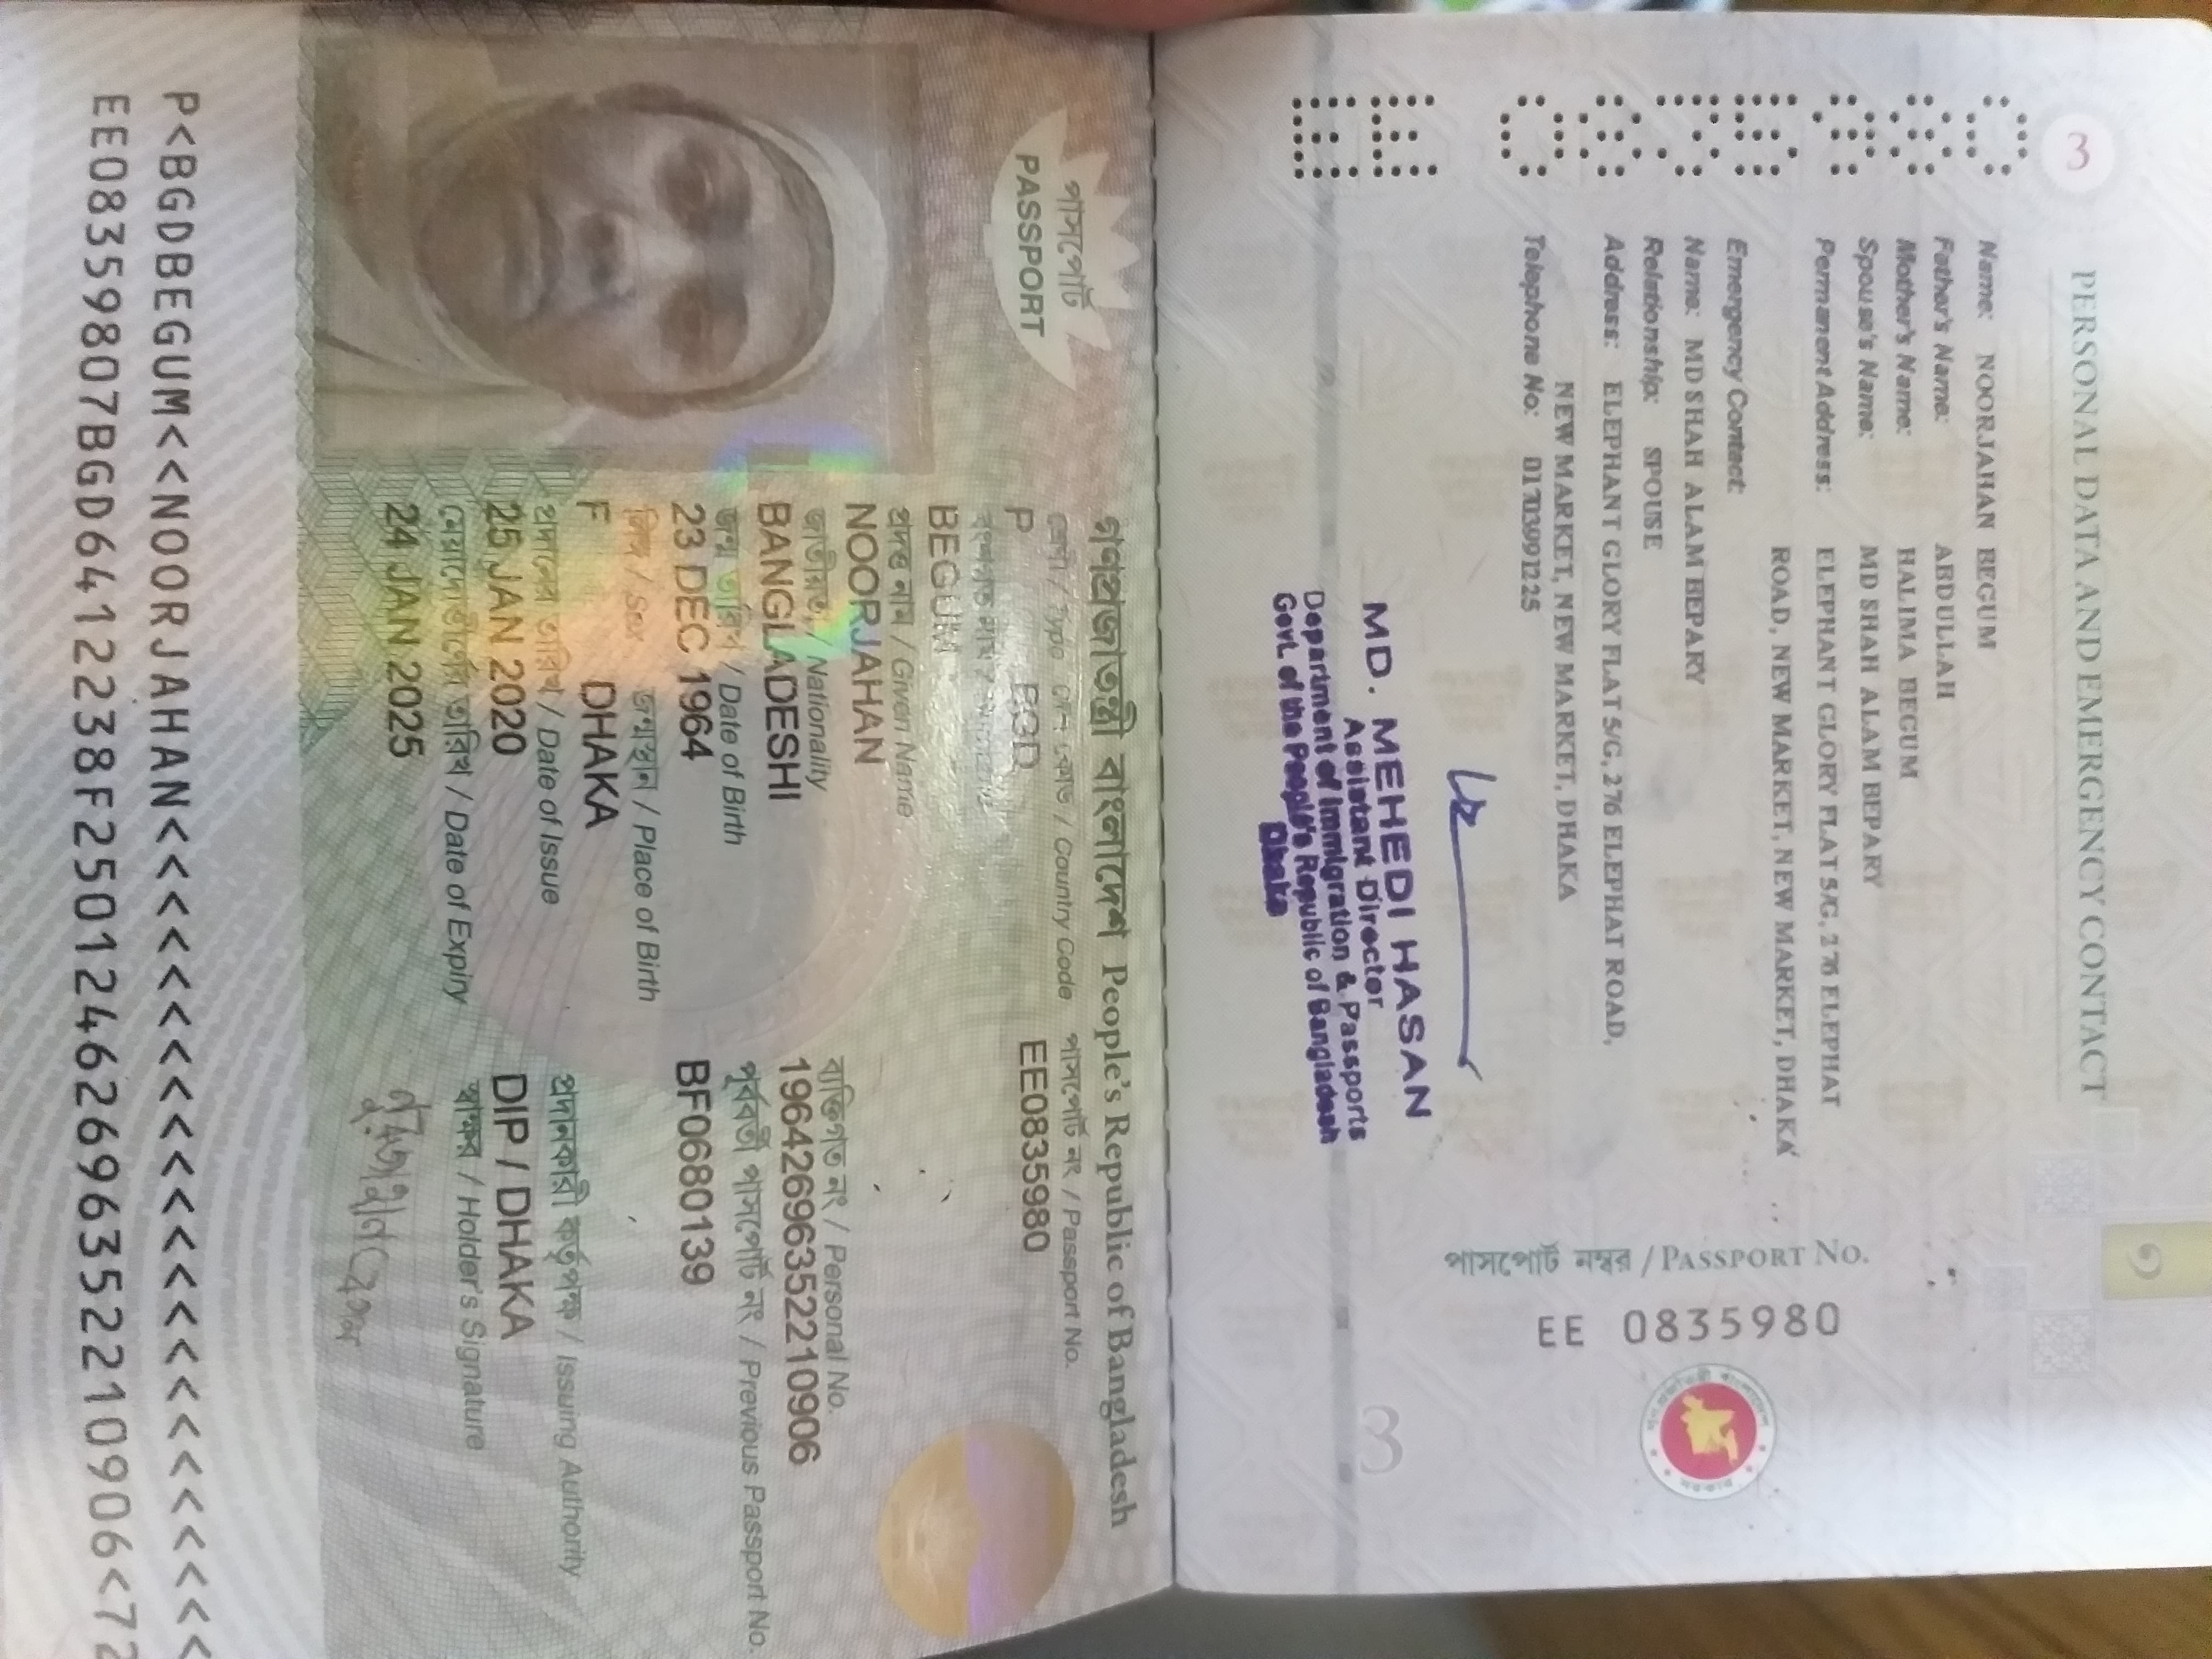 3
PERSONAL DATA AND EMERGENCY CONTACT
Name: NOORJAHAN BEGUM
Father's Name: ABDULLAH
Mother's Name: HALIMA BEGUM
Spouse's Name: MD SHAH ALAM BEPARY
Permanent Address: ELEPHANT GLORY FLAT 5/G, 276 ELEPHAT
ROAD, NEW MARKET, NEW MARKET, DHAKA
Emergency Contact:
Name: MD SHAH ALAM BEPARY
Relationship: SPOUSE
Address: ELEPHANT GLORY FLAT 5/G, 276 ELEPHAT ROAD,
NEW MARKET, NEW MARKET, DHAKA
Telephone No: 01703991225
MD. MEHEDI HASAN
Assistant Director
Department of Immigration & Passports
Govt. of the People's Republic of Bangladesh
Dhaka
পাসপোর্ট নম্বর / PASSPORT No.
EE 0835980
3
গণপ্রজাতন্ত্রী বাংলাদেশ People's Republic of Bangladesh
পাসপোর্ট
PASSPORT
শ্রেণী / Type দেশ কোড / Country Code পাসপোর্ট নং / Passport No.
P BGD EE0835980
BEGUM
প্রদত্ত নাম / Given Name ব্যক্তিগত নং / Personal No.
NOORJAHAN 19642696352210906
জাতীয়তা / Nationality পূর্ববর্তী পাসপোর্ট নং / Previous Passport No.
BANGLADESHI BF0680139
জন্ম তারিখ / Date of Birth
23 DEC 1964
লিঙ্গ / Sex জন্মস্থান / Place of Birth
F DHAKA
প্রদানের তারিখ / Date of Issue প্রদানকারী কর্তৃপক্ষ / Issuing Authority
25 JAN 2020 DIP / DHAKA
মেয়াদোত্তীর্ণের তারিখ / Date of Expiry স্বাক্ষর / Holder's Signature
24 JAN 2025
P<BGDBEGUM<<NOORJAHAN<<<<<<<<<<<<<<<<<<<
EE08359807BGD6412238F250124626963522109​06<72